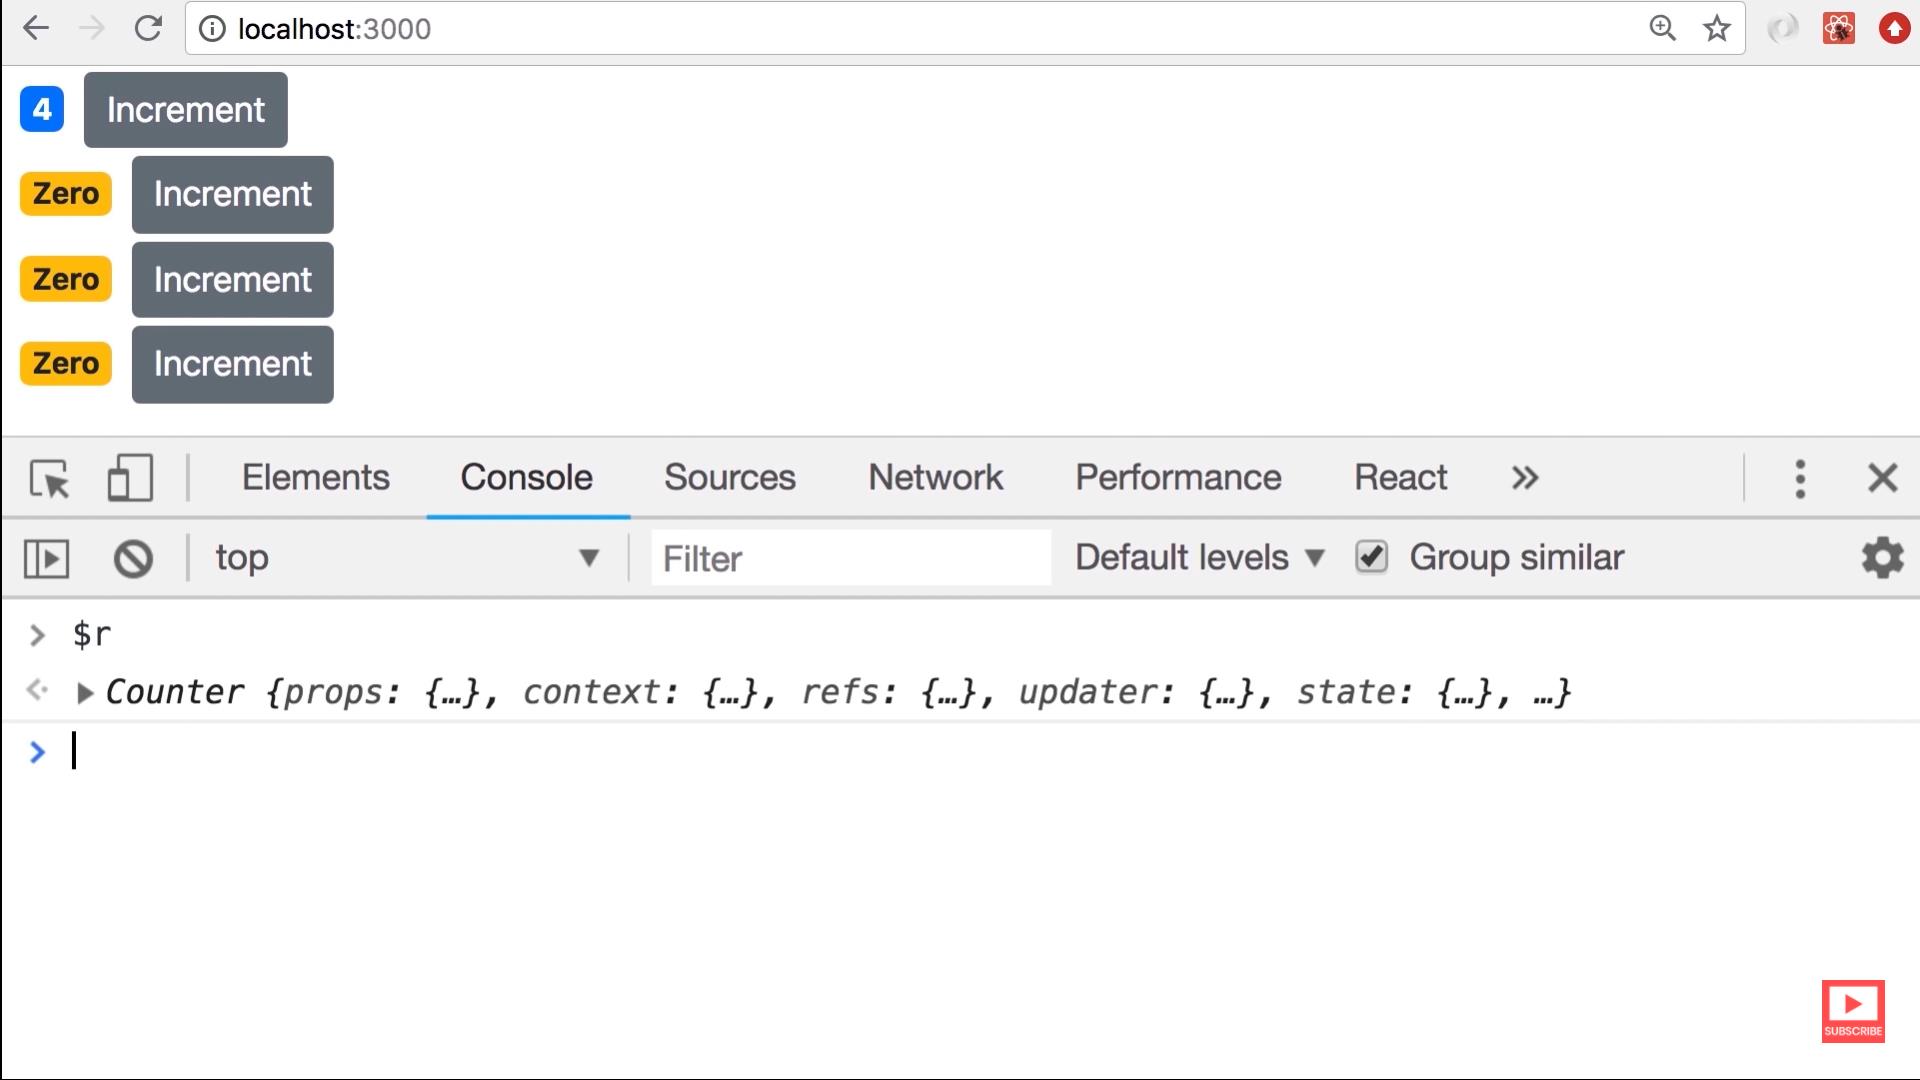 localhost:3000
4 Increment
Zero Increment
Zero Increment
Zero Increment
Elements Console Sources Network Performance React »
top ▼ Filter Default levels ▼ Group similar
> $r
Counter {props: {…}, context: {…}, refs: {…}, updater: {…}, state: {…}, …}
>
SUBSCRIBE